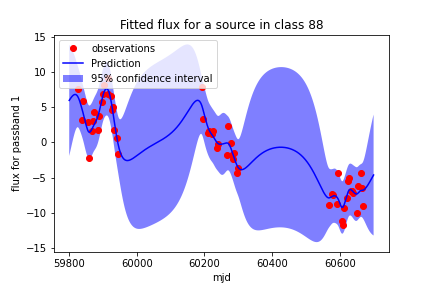 Fitted flux for a source in class 88
observations
Prediction
95% confidence interval
flux for passband 1
15
10
5
0
−5
−10
−15
59800 60000 60200 60400 60600
mjd